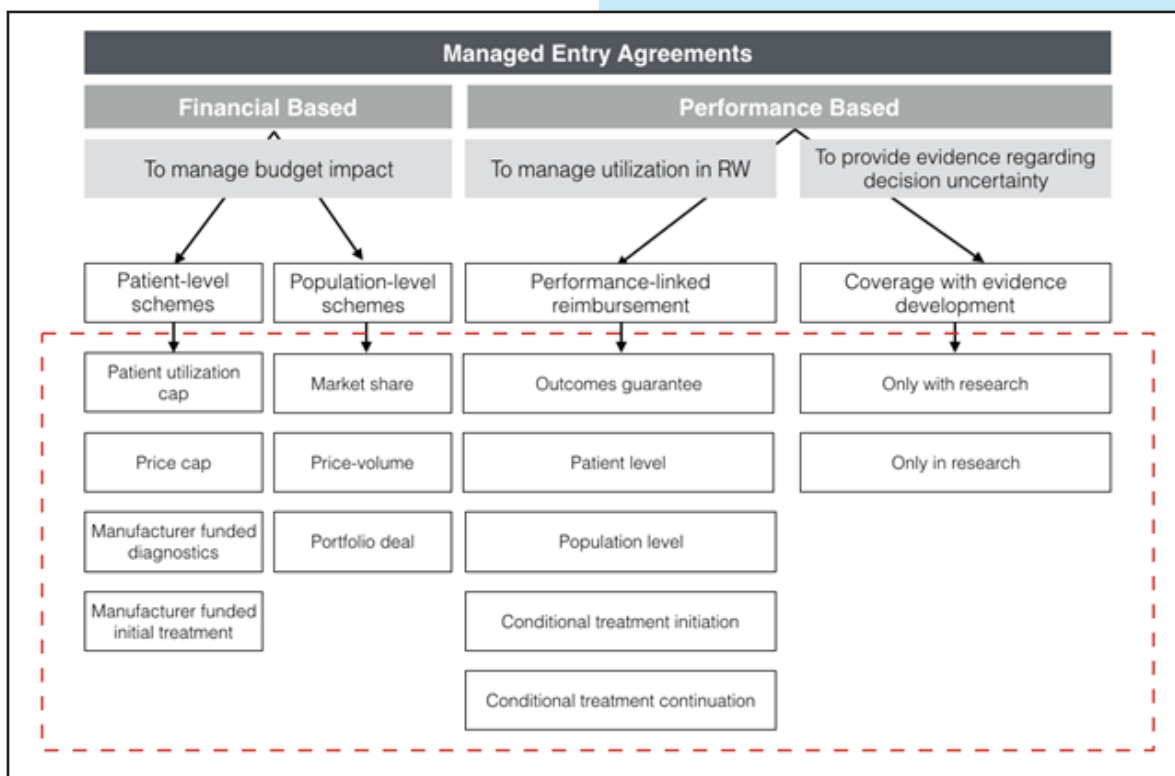 Managed Entry Agreements
Financial Based
Performance Based
To manage budget impact
To manage utilization in RW
To provide evidence regarding
decision uncertainty
Patient-level
schemes
Population-level
schemes
Performance-linked
reimbursement
Coverage with evidence
development
Patient utilization
cap
Market share
Outcomes guarantee
Only with research
Price cap
Price-volume
Patient level
Only in research
Manufacturer funded
diagnostics
Portfolio deal
Population level
Manufacturer funded
initial treatment
Conditional treatment initiation
Conditional treatment continuation